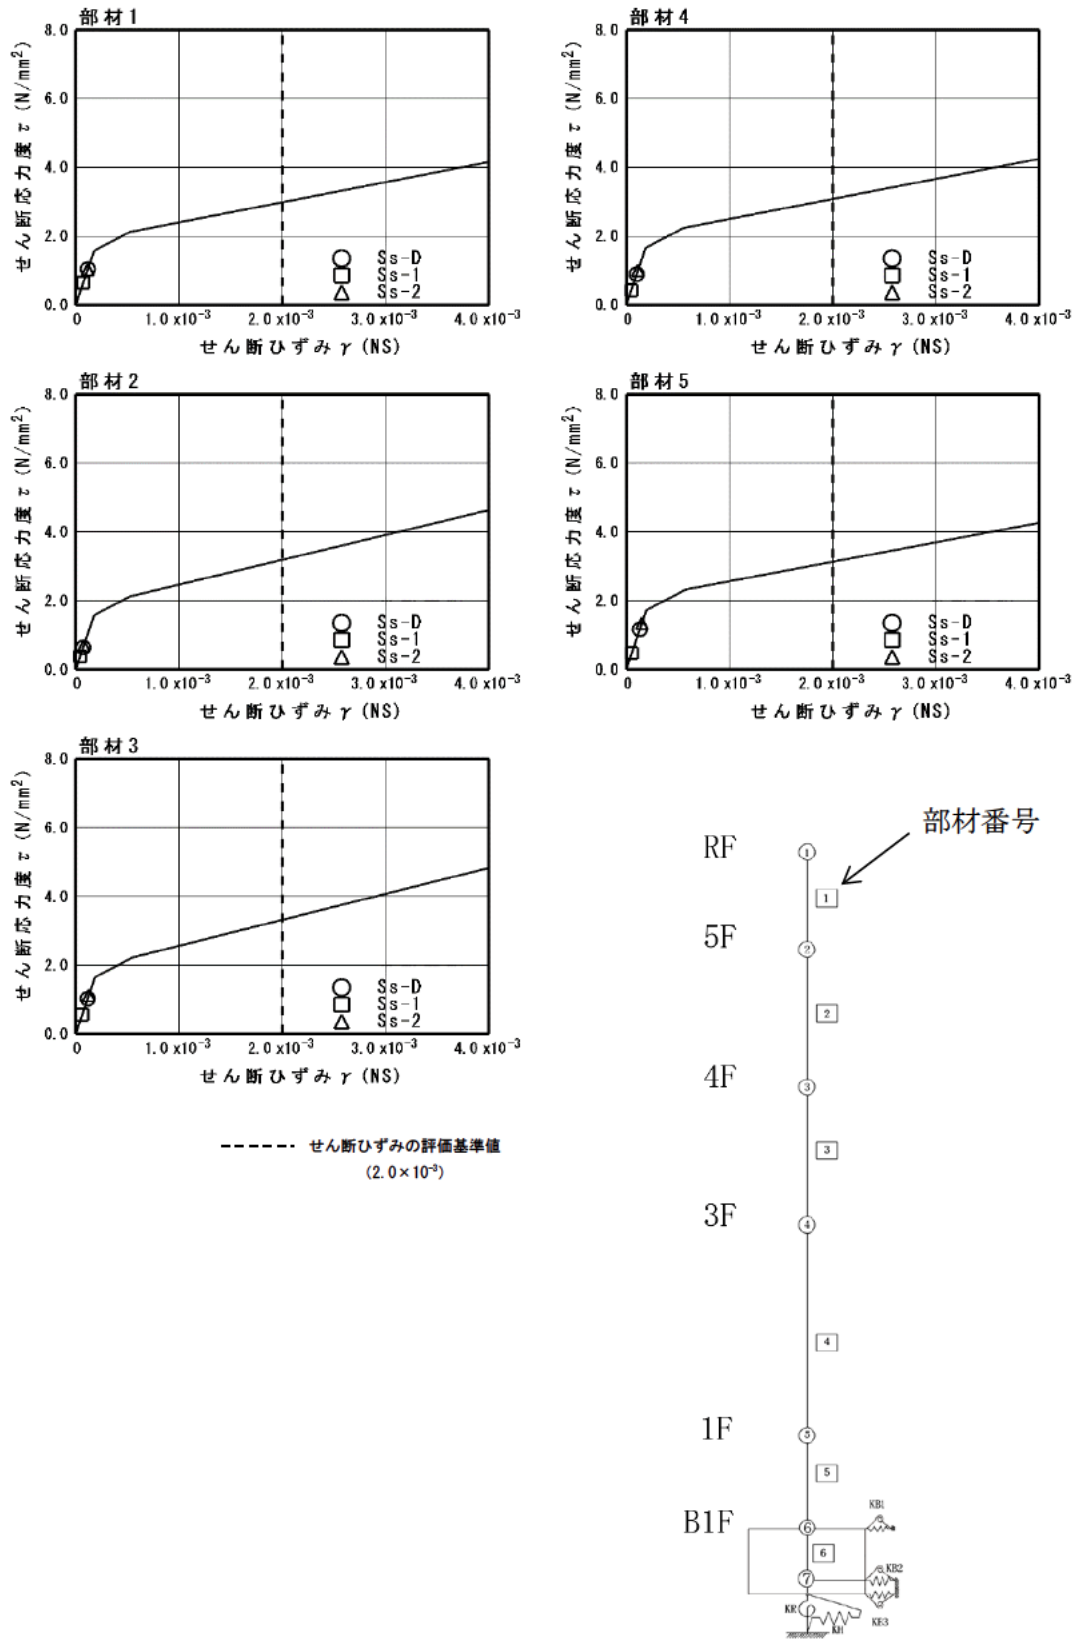 部材1
せん断応力度 τ (N/mm²)
8.0
6.0
4.0
2.0
0.0
Ss-D
Ss-1
Ss-2
0 1.0x10⁻³ 2.0x10⁻³ 3.0x10⁻³ 4.0x10⁻³
せん断ひずみ γ (NS)
部材4
せん断応力度 τ (N/mm²)
8.0
6.0
4.0
2.0
0.0
Ss-D
Ss-1
Ss-2
0 1.0x10⁻³ 2.0x10⁻³ 3.0x10⁻³ 4.0x10⁻³
せん断ひずみ γ (NS)
部材2
せん断応力度 τ (N/mm²)
8.0
6.0
4.0
2.0
0.0
Ss-D
Ss-1
Ss-2
0 1.0x10⁻³ 2.0x10⁻³ 3.0x10⁻³ 4.0x10⁻³
せん断ひずみ γ (NS)
部材5
せん断応力度 τ (N/mm²)
8.0
6.0
4.0
2.0
0.0
Ss-D
Ss-1
Ss-2
0 1.0x10⁻³ 2.0x10⁻³ 3.0x10⁻³ 4.0x10⁻³
せん断ひずみ γ (NS)
部材3
せん断応力度 τ (N/mm²)
8.0
6.0
4.0
2.0
0.0
Ss-D
Ss-1
Ss-2
0 1.0x10⁻³ 2.0x10⁻³ 3.0x10⁻³ 4.0x10⁻³
せん断ひずみ γ (NS)
せん断ひずみの評価基準値
(2.0×10⁻³)
部材番号
RF ①
1
5F ②
2
4F ③
3
3F ④
4
1F ⑤
5
KB1
B1F ⑥
6
KB2
⑦
KR
KH
KB3